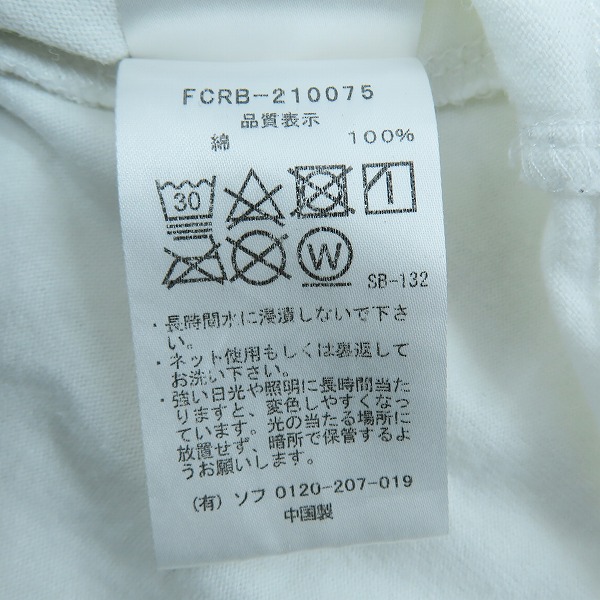 FCRB-210075
品質表示
綿 100%
30
W
SB-132
・長時間水に浸漬しないで下さ
い。
・ネット使用もしくは裏返して
お洗い下さい。
・強い日光や照明に長時間当た
りますと、変色しやすくなっ
ています。光の当たる場所に
放置せず、暗所で保管するよ
うお願いします。
(有) ソフ 0120-207-019
中国製